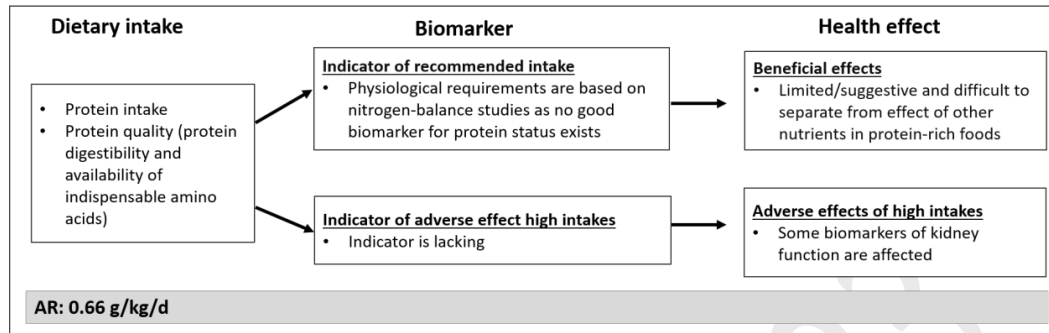 Dietary intake
Biomarker
Health effect
• Protein intake
• Protein quality (protein
digestibility and
availability of
indispensable amino
acids)
Indicator of recommended intake
• Physiological requirements are based on
nitrogen-balance studies as no good
biomarker for protein status exists
Beneficial effects
• Limited/suggestive and difficult to
separate from effect of other
nutrients in protein-rich foods
Indicator of adverse effect high intakes
• Indicator is lacking
Adverse effects of high intakes
• Some biomarkers of kidney
function are affected
AR: 0.66 g/kg/d